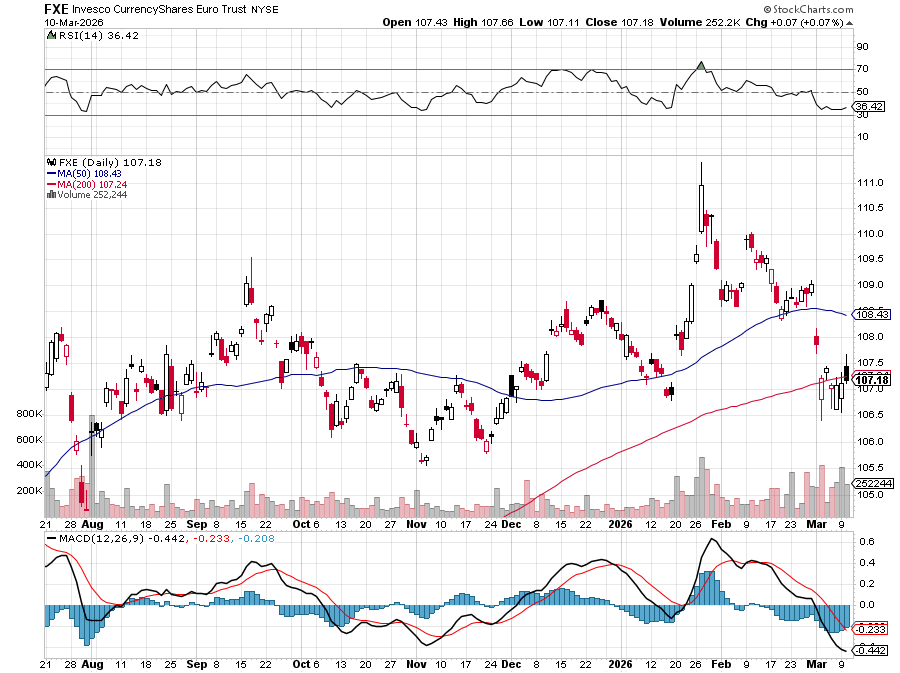 FXE Invesco CurrencyShares Euro Trust NYSE
© StockCharts.com
10-Mar-2026
Open 107.43 High 107.66 Low 107.11 Close 107.18 Volume 252.2K Chg +0.07 (+0.07%)
RSI(14) 36.42
90
70
50
36.42
30
10
FXE (Daily) 107.18
MA(50) 108.43
MA(200) 107.24
Volume 252,244
111.0
110.5
110.0
109.5
109.0
108.43
108.0
107.5
107.18
106.5
106.0
105.5
105.0
800K
600K
400K
200K
252244
21 28 Aug 11 18 25 Sep 8 15 22 Oct 6 13 20 27 Nov 10 17 24 Dec 8 15 22 2026 12 20 26 Feb 9 17 23 Mar 9
MACD(12,26,9) -0.442, -0.233, -0.208
0.6
0.4
0.2
0.0
-0.233
-0.442
21 28 Aug 11 18 25 Sep 8 15 22 Oct 6 13 20 27 Nov 10 17 24 Dec 8 15 22 2026 12 20 26 Feb 9 17 23 Mar 9